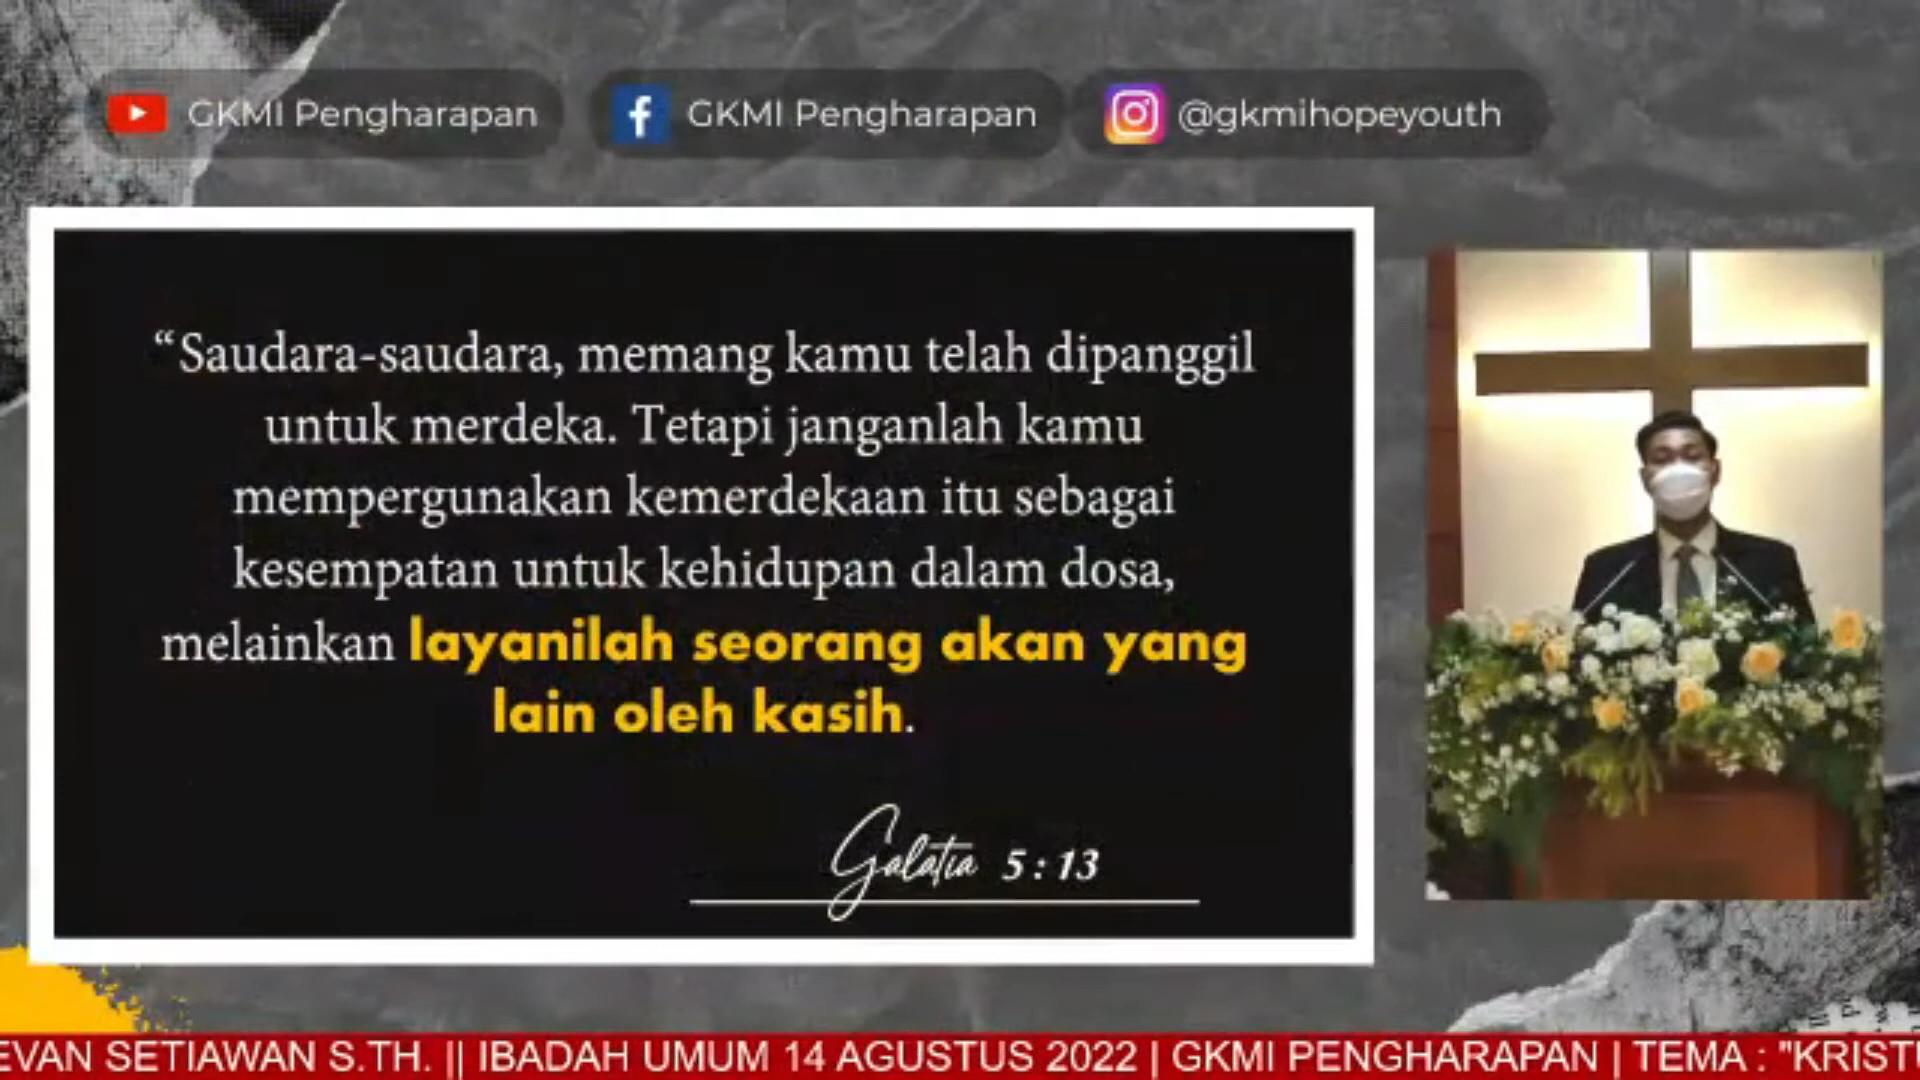 GKMI Pengharapan
GKMI Pengharapan
@gkmihopeyouth
“Saudara-saudara, memang kamu telah dipanggil
untuk merdeka. Tetapi janganlah kamu
mempergunakan kemerdekaan itu sebagai
kesempatan untuk kehidupan dalam dosa,
melainkan layanilah seorang akan yang
lain oleh kasih.
Galatia 5 : 13
EVAN SETIAWAN S.TH. || IBADAH UMUM 14 AGUSTUS 2022 | GKMI PENGHARAPAN | TEMA : "KRISTU